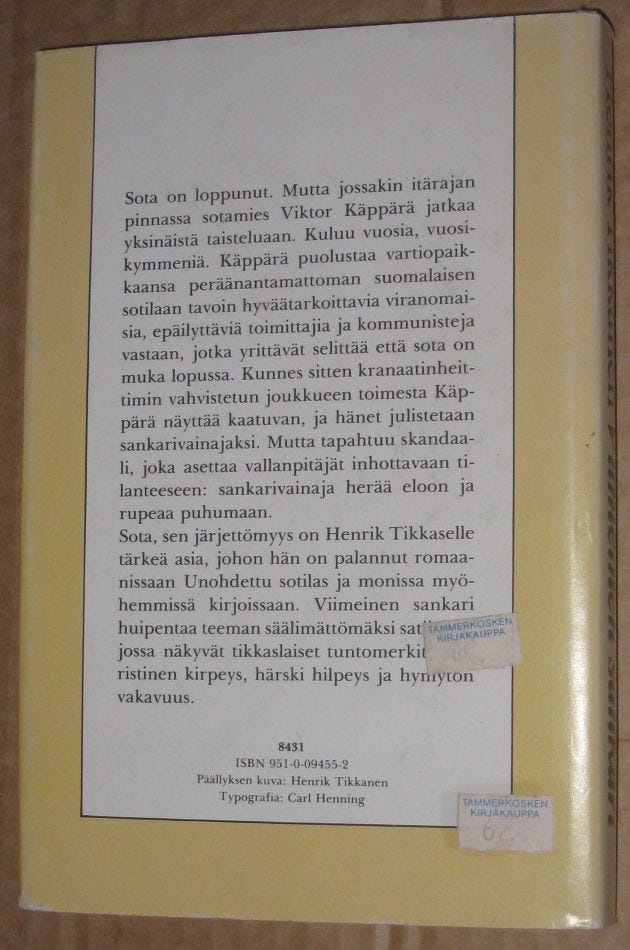 Sota on loppunut. Mutta jossakin itärajan
pinnassa sotamies Viktor Käppärä jatkaa
yksinäistä taisteluaan. Kuluu vuosia, vuosi-
kymmeniä. Käppärä puolustaa vartiopaik-
kaansa peräänantamattoman suomalaisen
sotilaan tavoin hyväätarkoittavia viranomai-
sia, epäilyttäviä toimittajia ja kommunisteja
vastaan, jotka yrittävät selittää että sota on
muka lopussa. Kunnes sitten kranaatinheit-
timin vahvistetun joukkueen toimesta Käp-
pärä näyttää kaatuvan, ja hänet julistetaan
sankarivainajaksi. Mutta tapahtuu skandaa-
li, joka asettaa vallanpitäjät inhottavaan ti-
lanteeseen: sankarivainaja herää eloon ja
rupeaa puhumaan.
Sota, sen järjettömyys on Henrik Tikkaselle
tärkeä asia, johon hän on palannut romaa-
nissaan Unohdettu sotilas ja monissa myö-
hemmissä kirjoissaan. Viimeinen sankari
huipentaa teeman säälimättömäksi
jossa näkyvät tikkaslaiset tuntomerkit
ristinen kirpeys, härski hilpeys ja hymytön
vakavuus.
TAMMERKOSKEN
KIRJAKAUPPA
8431
ISBN 951-0-09455-2
Päällyksen kuva: Henrik Tikkanen
Typografia: Carl Henning
TAMMERKOSKEN
KIRJAKAUPPA
62.
Henrik Tikkanen Viimeinen sankari